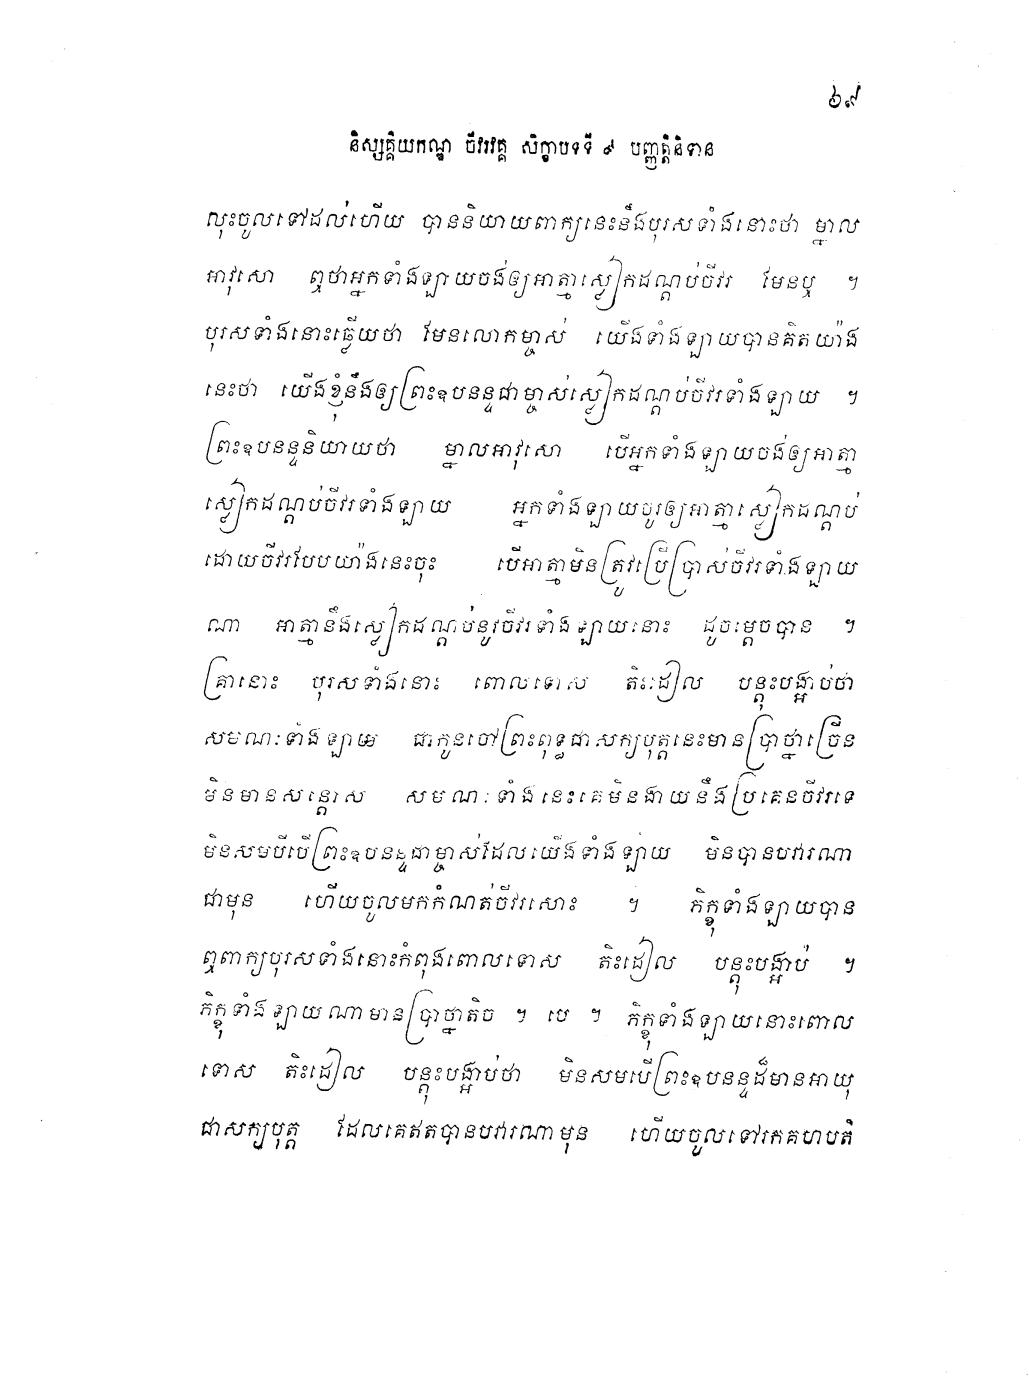 ៦៩
និស្សគ្គិយកណ្ឌ ចីវរវគ្គ សិក្ខាបទទី ៩ បញ្ញត្តិនិទាន
លុះចូលទៅដល់ហើយ បាននិយាយពាក្យនេះនឹងបុរសទាំងនោះថា ម្នាល
អាវុសោ ឮថាអ្នកទាំងឡាយចង់ឲ្យអាត្មាស្លៀកដណ្តប់ចីវរ មែនឬ ។
បុរសទាំងនោះឆ្លើយថា មែនលោកម្ចាស់ យើងទាំងឡាយបានគិតយ៉ាង
នេះថា យើងខ្ញុំនឹងឲ្យព្រះឧបនន្ទជាម្ចាស់ស្លៀកដណ្តប់ចីវរទាំងឡាយ ។
ព្រះឧបនន្ទនិយាយថា ម្នាលអាវុសោ បើអ្នកទាំងឡាយចង់ឲ្យអាត្មា
ស្លៀកដណ្តប់ចីវរទាំងឡាយ អ្នកទាំងឡាយចូរឲ្យអាត្មាស្លៀកដណ្តប់
ដោយចីវរបែបយ៉ាងនេះចុះ បើអាត្មាមិនត្រូវប្រើប្រាស់ចីវរទាំងឡាយ
ណា អាត្មានឹងស្លៀកដណ្តប់នូវចីវរទាំងឡាយនោះ ដូចម្តេចបាន ។
គ្រានោះ បុរសទាំងនោះ ពោលទោស តិះដៀល បន្តុះបង្អាប់ថា
សមណៈទាំងឡាយ ជាកូនចៅព្រះពុទ្ធជាសក្យបុត្តនេះមានប្រាថ្នាច្រើន
មិនមានសន្តោស សមណៈទាំងនេះគេមិនងាយនឹងប្រគេនចីវរទេ
មិនសមបីបើព្រះឧបនន្ទជាម្ចាស់ដែលយើងទាំងឡាយ មិនបានបវារណា
ជាមុន ហើយចូលមកកំណត់ចីវរសោះ ។ ភិក្ខុទាំងឡាយបាន
ឮពាក្យបុរសទាំងនោះកំពុងពោលទោស តិះដៀល បន្តុះបង្អាប់ ។
ភិក្ខុទាំងឡាយណាមានប្រាថ្នាតិច ។ បេ ។ ភិក្ខុទាំងឡាយនោះពោល
ទោស តិះដៀល បន្តុះបង្អាប់ថា មិនសមបើព្រះឧបនន្ទដ៏មានអាយុ
ជាសក្យបុត្ត ដែលគេឥតបានបវារណាមុន ហើយចូលទៅរកគហបតិ